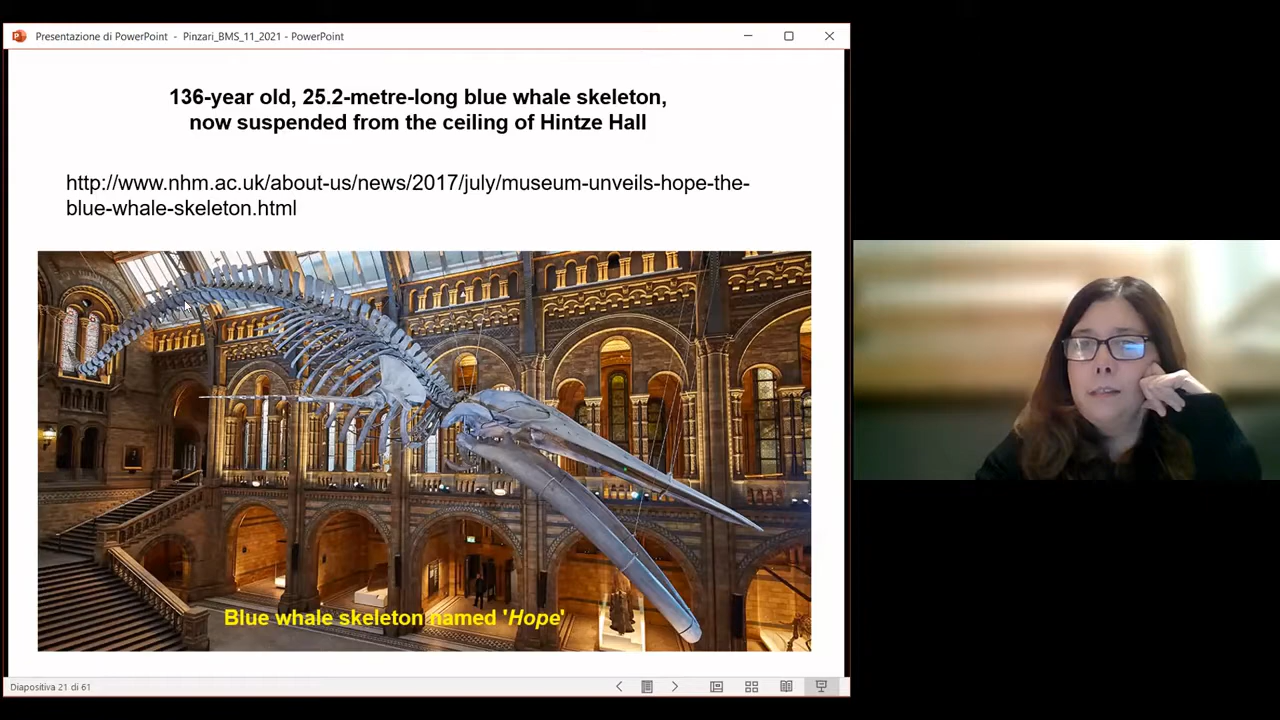 Presentazione di PowerPoint - Pinzari_BMS_11_2021 - PowerPoint
136-year old, 25.2-metre-long blue whale skeleton,
now suspended from the ceiling of Hintze Hall
http://www.nhm.ac.uk/about-us/news/2017/july/museum-unveils-hope-the-
blue-whale-skeleton.html
Blue whale skeleton named 'Hope'
Diapositiva 21 di 61